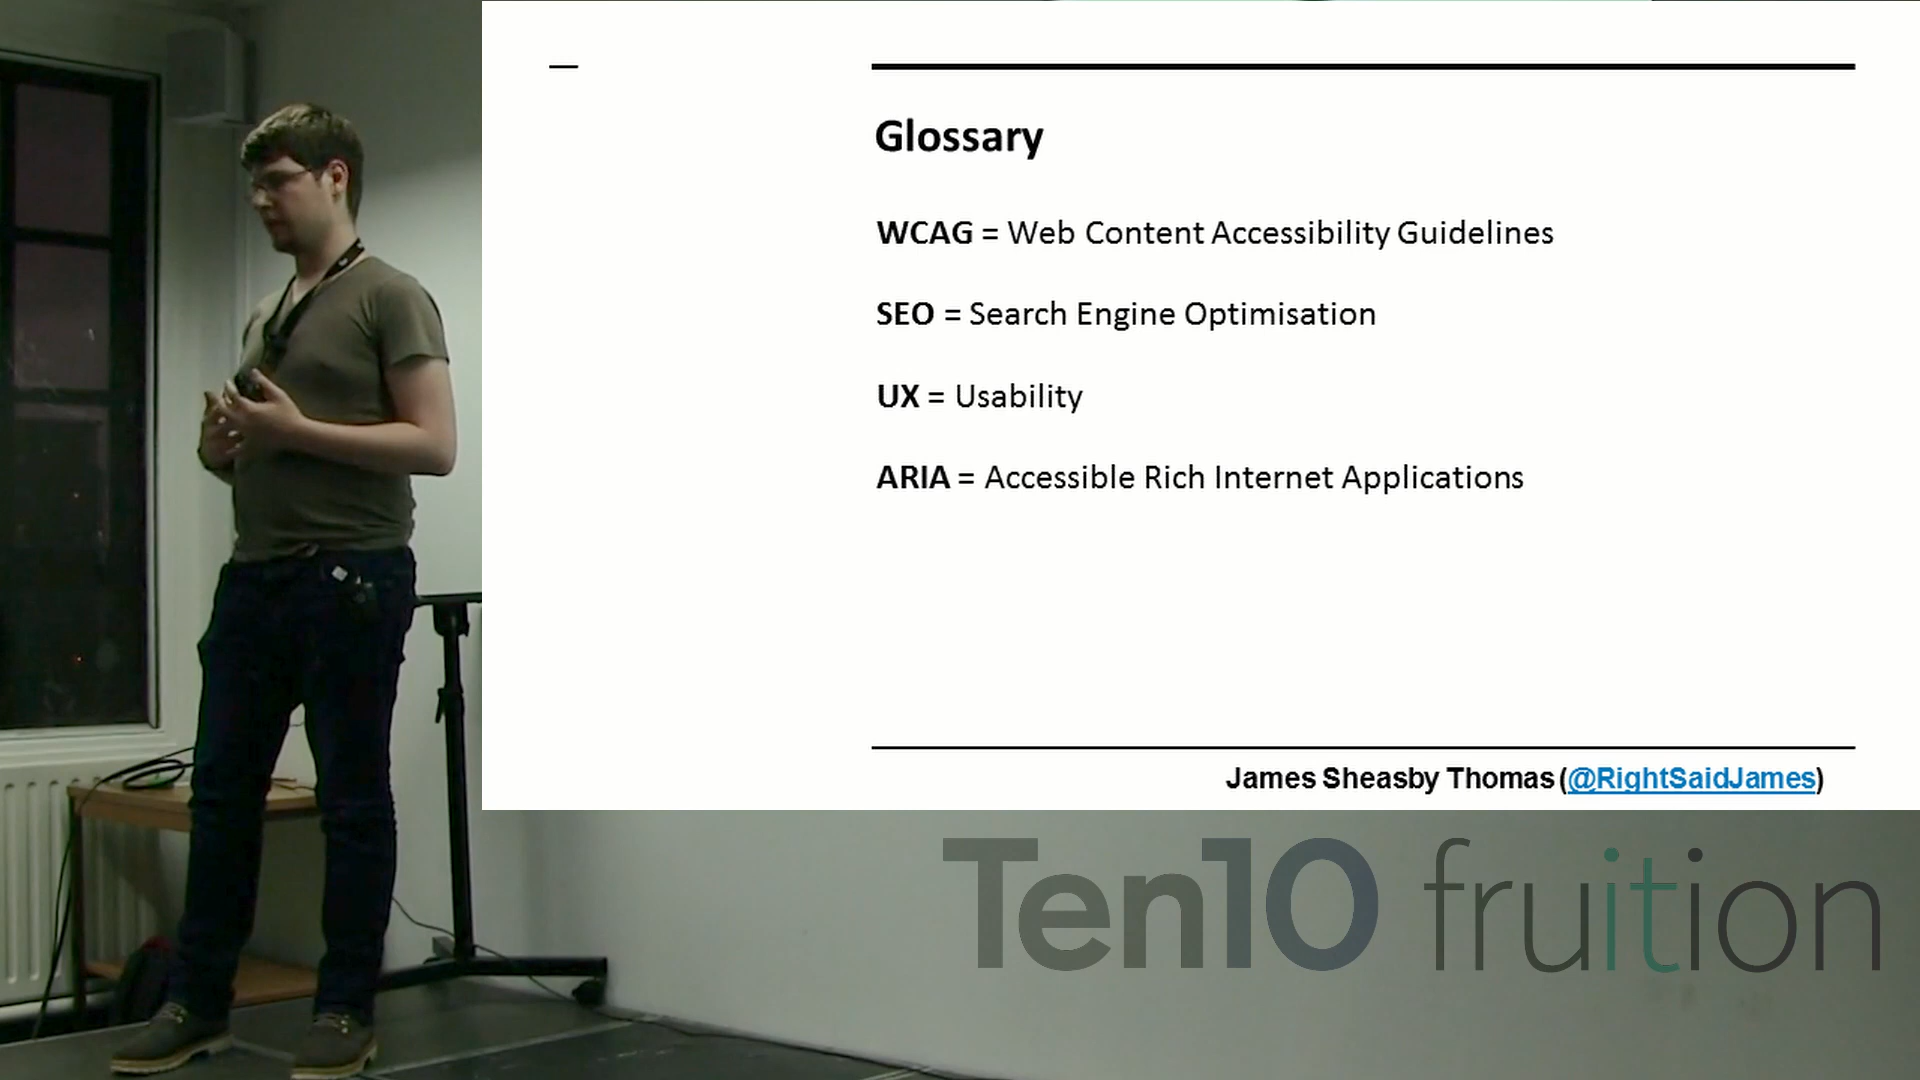 Glossary
WCAG = Web Content Accessibility Guidelines
SEO = Search Engine Optimisation
UX = Usability
ARIA = Accessible Rich Internet Applications
James Sheasby Thomas (@RightSaidJames)
Ten10 fruition